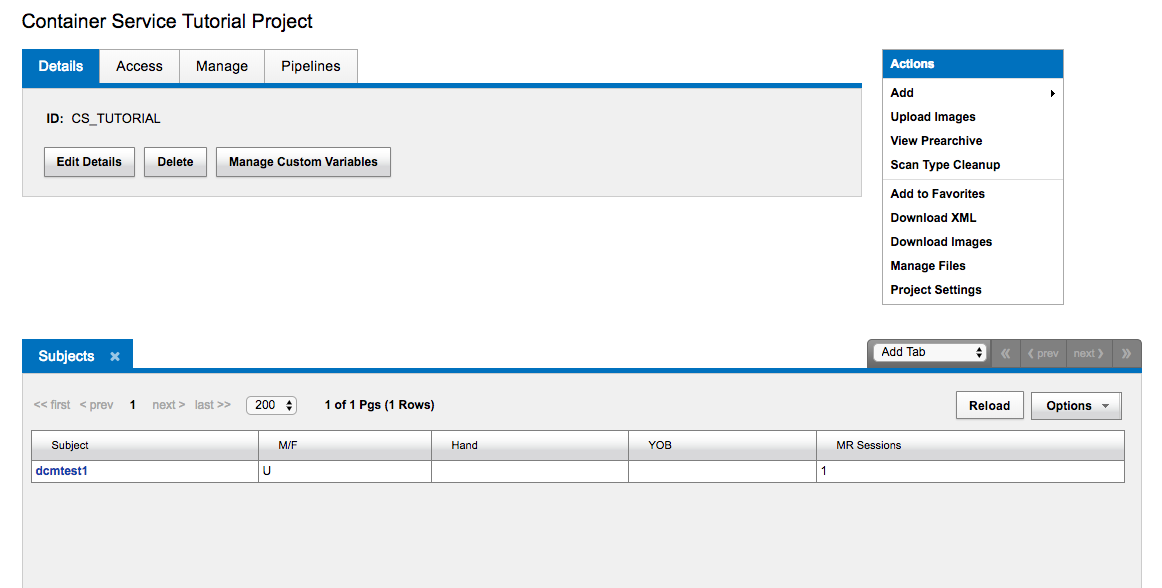 Container Service Tutorial Project
Details Access Manage Pipelines
ID: CS_TUTORIAL
Edit Details Delete Manage Custom Variables
Actions
Add
Upload Images
View Prearchive
Scan Type Cleanup
Add to Favorites
Download XML
Download Images
Manage Files
Project Settings
Subjects ×
Add Tab « ‹ prev next › »
<< first < prev 1 next > last >> 200 1 of 1 Pgs (1 Rows) Reload Options
Subject M/F Hand YOB MR Sessions
dcmtest1 U 1